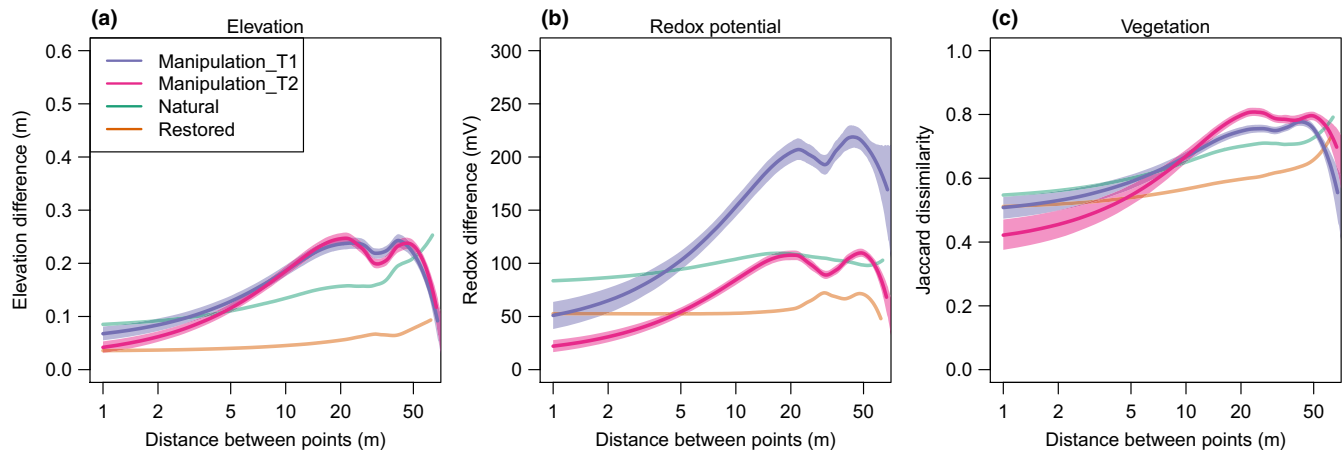 (a)
Elevation
Elevation difference (m)
0.6
0.5
0.4
0.3
0.2
0.1
0.0
Manipulation_T1
Manipulation_T2
Natural
Restored
1 2 5 10 20 50
Distance between points (m)
(b)
Redox potential
Redox difference (mV)
300
250
200
150
100
50
0
1 2 5 10 20 50
Distance between points (m)
(c)
Vegetation
Jaccard dissimilarity
1.0
0.8
0.6
0.4
0.2
0.0
1 2 5 10 20 50
Distance between points (m)